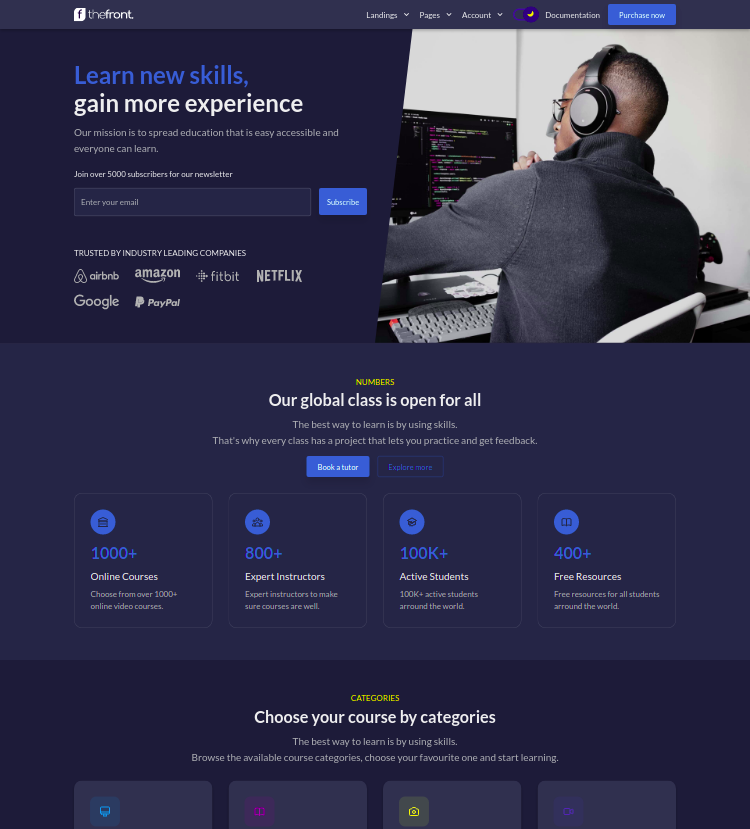 thefront.
Landings Pages Account Documentation Purchase now
Learn new skills,
gain more experience
Our mission is to spread education that is easy accessible and
everyone can learn.
Join over 5000 subscribers for our newsletter
Enter your email Subscribe
TRUSTED BY INDUSTRY LEADING COMPANIES
airbnb amazon fitbit NETFLIX
Google PayPal
NUMBERS
Our global class is open for all
The best way to learn is by using skills.
That's why every class has a project that lets you practice and get feedback.
Book a tutor Explore more
1000+ 800+ 100K+ 400+
Online Courses Expert Instructors Active Students Free Resources
Choose from over 1000+ Expert instructors to make 100K+ active students Free resources for all students
online video courses. sure courses are well. arround the world. arround the world.
CATEGORIES
Choose your course by categories
The best way to learn is by using skills.
Browse the available course categories, choose your favourite one and start learning.